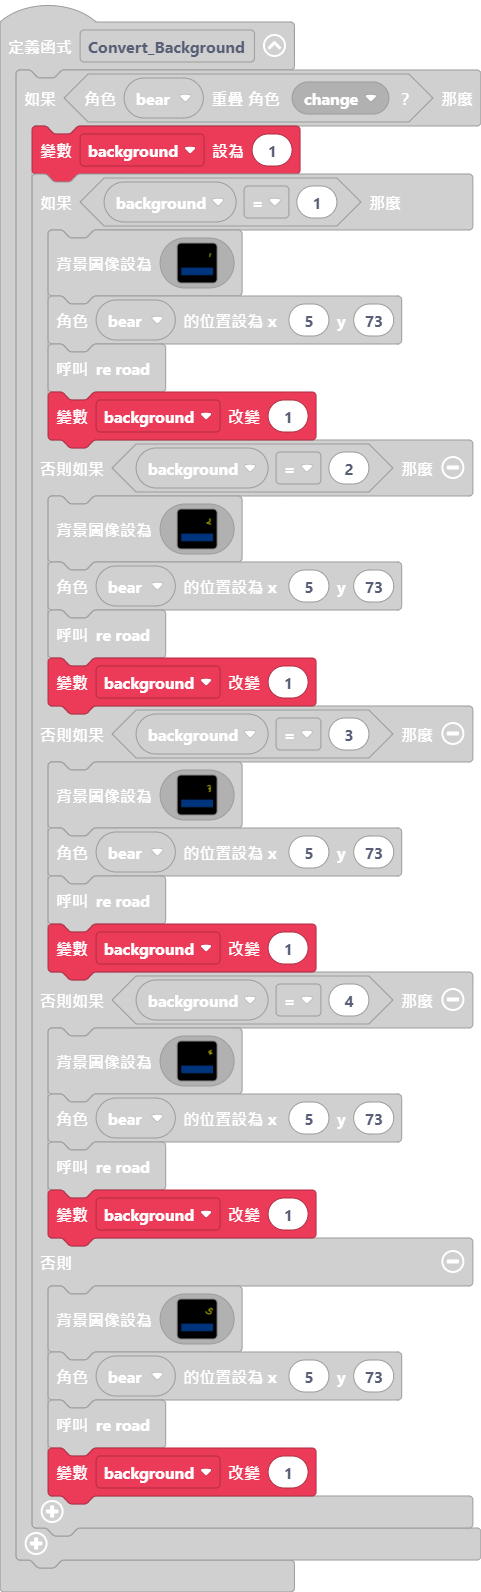 定義函式 Convert_Background
如果 角色 bear 重疊 角色 change ? 那麼
變數 background 設為 1
如果 background = 1 那麼
背景圖像設為 1
角色 bear 的位置設為 x 5 y 73
呼叫 re road
變數 background 改變 1
否則如果 background = 2 那麼
背景圖像設為 2
角色 bear 的位置設為 x 5 y 73
呼叫 re road
變數 background 改變 1
否則如果 background = 3 那麼
背景圖像設為 3
角色 bear 的位置設為 x 5 y 73
呼叫 re road
變數 background 改變 1
否則如果 background = 4 那麼
背景圖像設為
角色 bear 的位置設為 x 5 y 73
呼叫 re road
變數 background 改變 1
否則
背景圖像設為 5
角色 bear 的位置設為 x 5 y 73
呼叫 re road
變數 background 改變 1